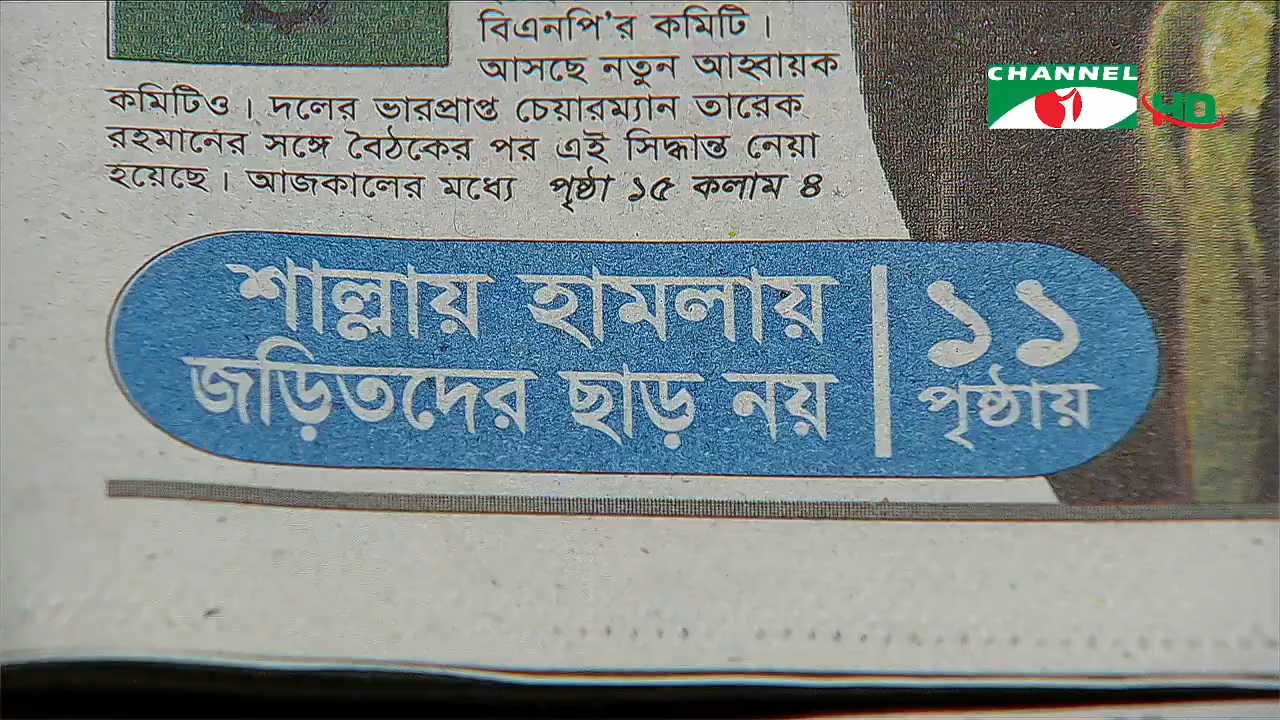 বিএনপি'র কমিটি।
আসছে নতুন আহ্বায়ক
কমিটিও। দলের ভারপ্রাপ্ত চেয়ারম্যান তারেক
রহমানের সঙ্গে বৈঠকের পর এই সিদ্ধান্ত নেয়া
হয়েছে। আজকালের মধ্যে পৃষ্ঠা ১৫ কলাম ৪
শাল্লায় হামলায়
জড়িতদের ছাড় নয়
১১
পৃষ্ঠায়
CHANNEL
i HD